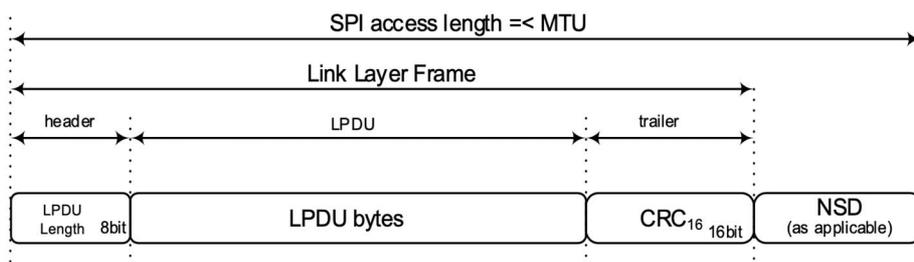 SPI access length =< MTU
Link Layer Frame
header
LPDU
trailer
LPDU
Length 8bit
LPDU bytes
CRC16 16bit
NSD
(as applicable)